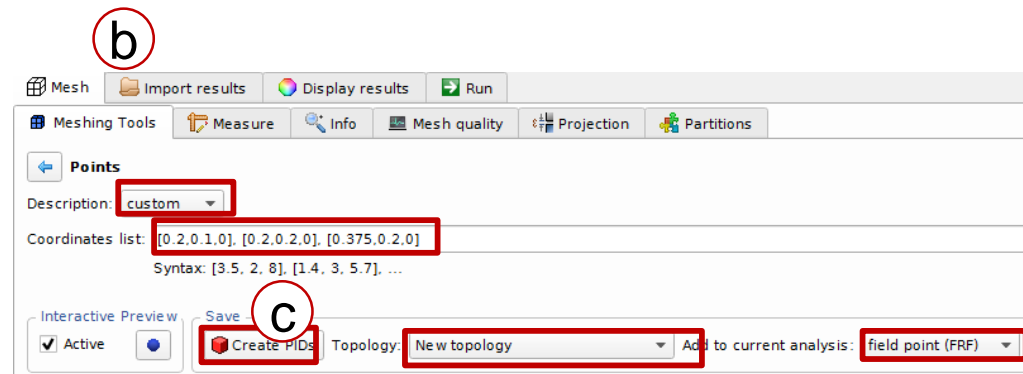 b
Mesh Import results Display results Run
Meshing Tools Measure Info Mesh quality Projection Partitions
Points
Description: custom
Coordinates list: [0.2,0.1,0], [0.2,0.2,0], [0.375,0.2,0]
Syntax: [3.5, 2, 8], [1.4, 3, 5.7], ...
Interactive Preview Save c
Active Create PIDs Topology: New topology Add to current analysis: field point (FRF)